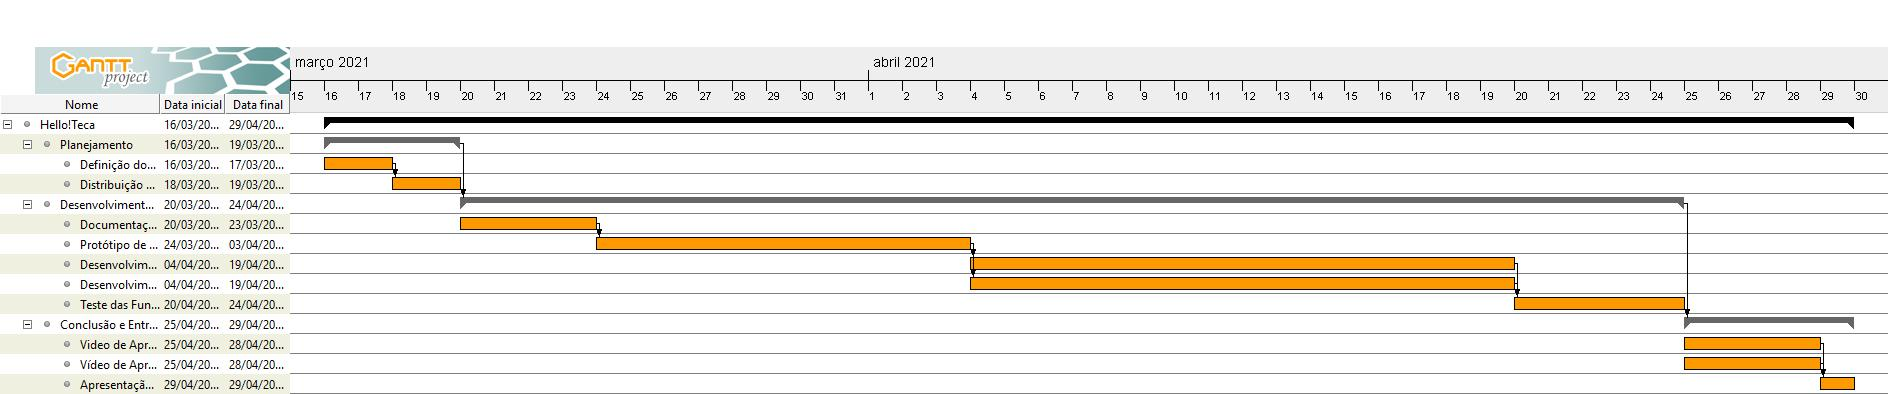 GANTT
project
março 2021 abril 2021
15 16 17 18 19 20 21 22 23 24 25 26 27 28 29 30 31 1 2 3 4 5 6 7 8 9 10 11 12 13 14 15 16 17 18 19 20 21 22 23 24 25 26 27 28 29 30
Nome Data inicial Data final
Hello!Teca 16/03/20... 29/04/20...
Planejamento 16/03/20... 19/03/20...
Definição do... 16/03/20... 17/03/20...
Distribuição ... 18/03/20... 19/03/20...
Desenvolviment... 20/03/20... 24/04/20...
Documentaç... 20/03/20... 23/03/20...
Protótipo de ... 24/03/20... 03/04/20...
Desenvolvim... 04/04/20... 19/04/20...
Desenvolvim... 04/04/20... 19/04/20...
Teste das Fun... 20/04/20... 24/04/20...
Conclusão e Entr... 25/04/20... 29/04/20...
Video de Apr... 25/04/20... 28/04/20...
Vídeo de Apr... 25/04/20... 28/04/20...
Apresentaçã... 29/04/20... 29/04/20...